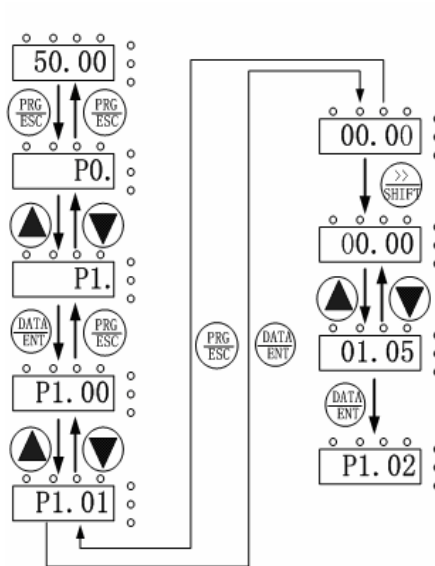 50.00
PRG
ESC
PRG
ESC
P0.
P1.
DATA
ENT
PRG
ESC
P1.00
P1.01
PRG
ESC
DATA
ENT
00.00
>>
SHIFT
00.00
01.05
DATA
ENT
P1.02